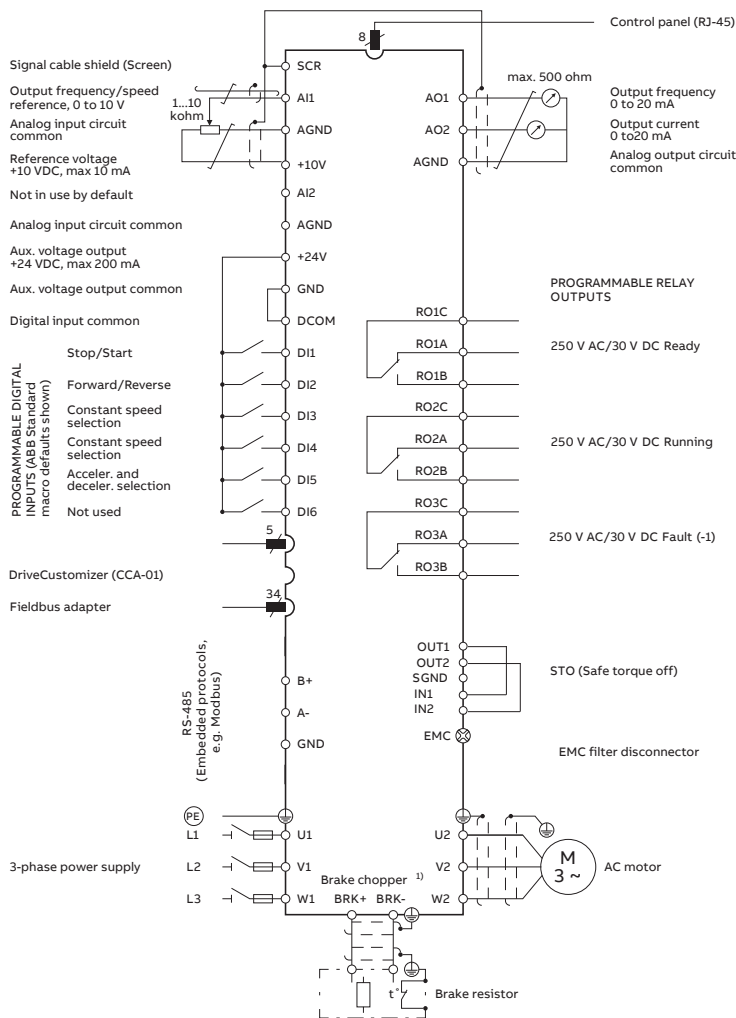 Control panel (RJ-45)
8
Signal cable shield (Screen)
SCR
Output frequency/speed
reference, 0 to 10 V
1...10
kohm
AI1
Analog input circuit
common
AGND
Reference voltage
+10 VDC, max 10 mA
+10V
Not in use by default
AI2
Analog input circuit common
AGND
Aux. voltage output
+24 VDC, max 200 mA
+24V
Aux. voltage output common
GND
Digital input common
DCOM
PROGRAMMABLE DIGITAL
INPUTS (ABB Standard
macro defaults shown)
Stop/Start
DI1
Forward/Reverse
DI2
Constant speed
selection
DI3
Constant speed
selection
DI4
Acceler. and
deceler. selection
DI5
Not used
DI6
5
DriveCustomizer (CCA-01)
34
Fieldbus adapter
RS-485
(Embedded protocols,
e.g. Modbus)
B+
A-
GND
PE
3-phase power supply
L1
U1
L2
V1
L3
W1
max. 500 ohm
AO1
Output frequency
0 to 20 mA
AO2
Output current
0 to20 mA
AGND
Analog output circuit
common
PROGRAMMABLE RELAY
OUTPUTS
RO1C
RO1A
250 V AC/30 V DC Ready
RO1B
RO2C
RO2A
250 V AC/30 V DC Running
RO2B
RO3C
RO3A
250 V AC/30 V DC Fault (-1)
RO3B
OUT1
OUT2
SGND
IN1
IN2
STO (Safe torque off)
EMC
EMC filter disconnector
U2
V2
W2
M
3 ~
AC motor
Brake chopper 1)
BRK+ BRK-
t°
Brake resistor